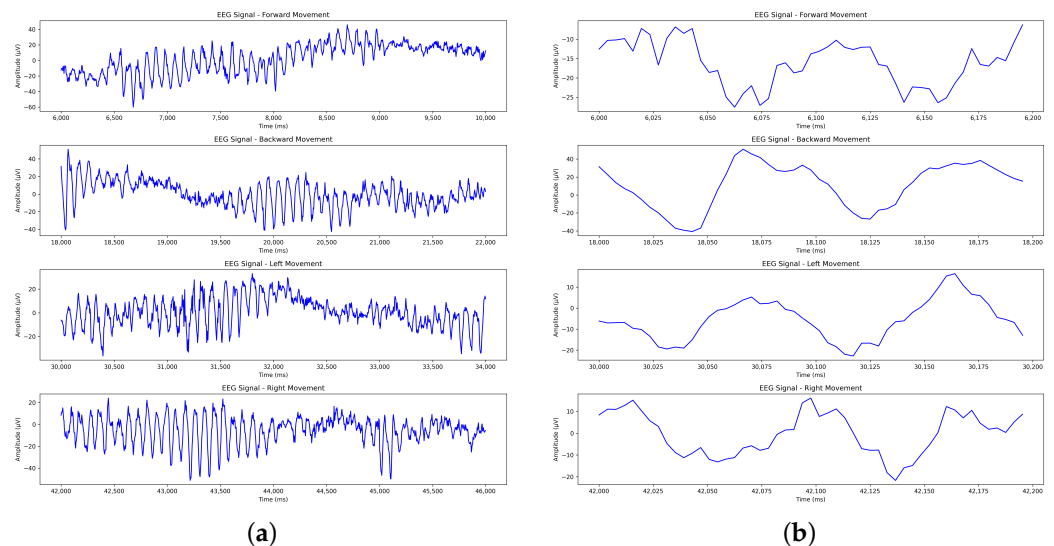 EEG Signal - Forward Movement
Amplitude (μV)
40
20
0
−20
−40
−60
6,000 6,500 7,000 7,500 8,000 8,500 9,000 9,500 10,000
Time (ms)
EEG Signal - Backward Movement
Amplitude (μV)
40
20
0
−20
−40
18,000 18,500 19,000 19,500 20,000 20,500 21,000 21,500 22,000
Time (ms)
EEG Signal - Left Movement
Amplitude (μV)
20
0
−20
30,000 30,500 31,000 31,500 32,000 32,500 33,000 33,500 34,000
Time (ms)
EEG Signal - Right Movement
Amplitude (μV)
20
0
−20
−40
42,000 42,500 43,000 43,500 44,500 45,000 46,000
Time (ms)
(a)
EEG Signal - Forward Movement
Amplitude (μV)
−10
−15
−20
−25
6,000 6,025 6,050 6,075 6,100 6,125 6,150 6,175 6,200
Time (ms)
EEG Signal - Backward Movement
Amplitude (μV)
40
20
0
−20
−40
18,000 18,025 18,050 18,075 18,100 18,125 18,150 18,175 18,200
Time (ms)
EEG Signal - Left Movement
Amplitude (μV)
10
0
−10
−20
30,000 30,025 30,050 30,075 30,100 30,125 30,150 30,175 30,200
Time (ms)
EEG Signal - Right Movement
Amplitude (μV)
10
0
−10
−20
42,000 42,025 42,050 42,075 42,100 42,125 42,150 42,175 42,200
Time (ms)
(b)